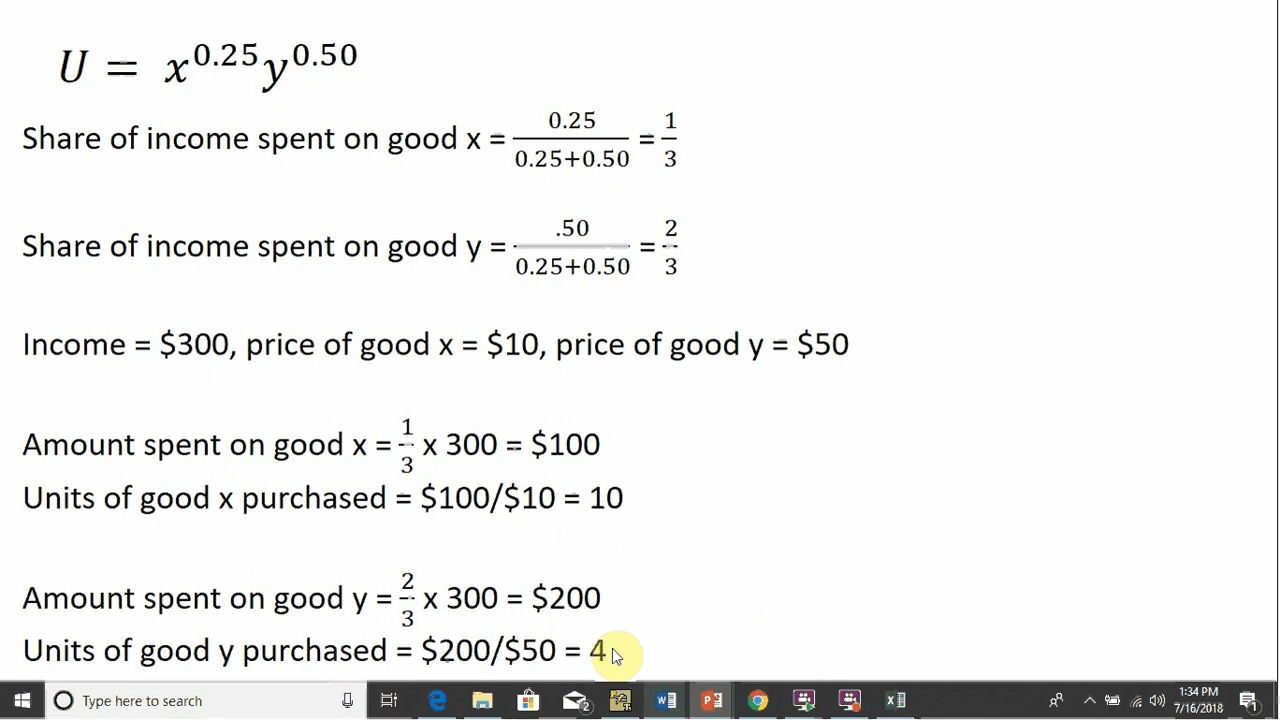 U = x^0.25 y^0.50
Share of income spent on good x = 0.25/(0.25+0.50) = 1/3
Share of income spent on good y = .50/(0.25+0.50) = 2/3
Income = $300, price of good x = $10, price of good y = $50
Amount spent on good x = 1/3 x 300 = $100
Units of good x purchased = $100/$10 = 10
Amount spent on good y = 2/3 x 300 = $200
Units of good y purchased = $200/$50 = 4
Type here to search
2
1:34 PM
7/16/2018
1